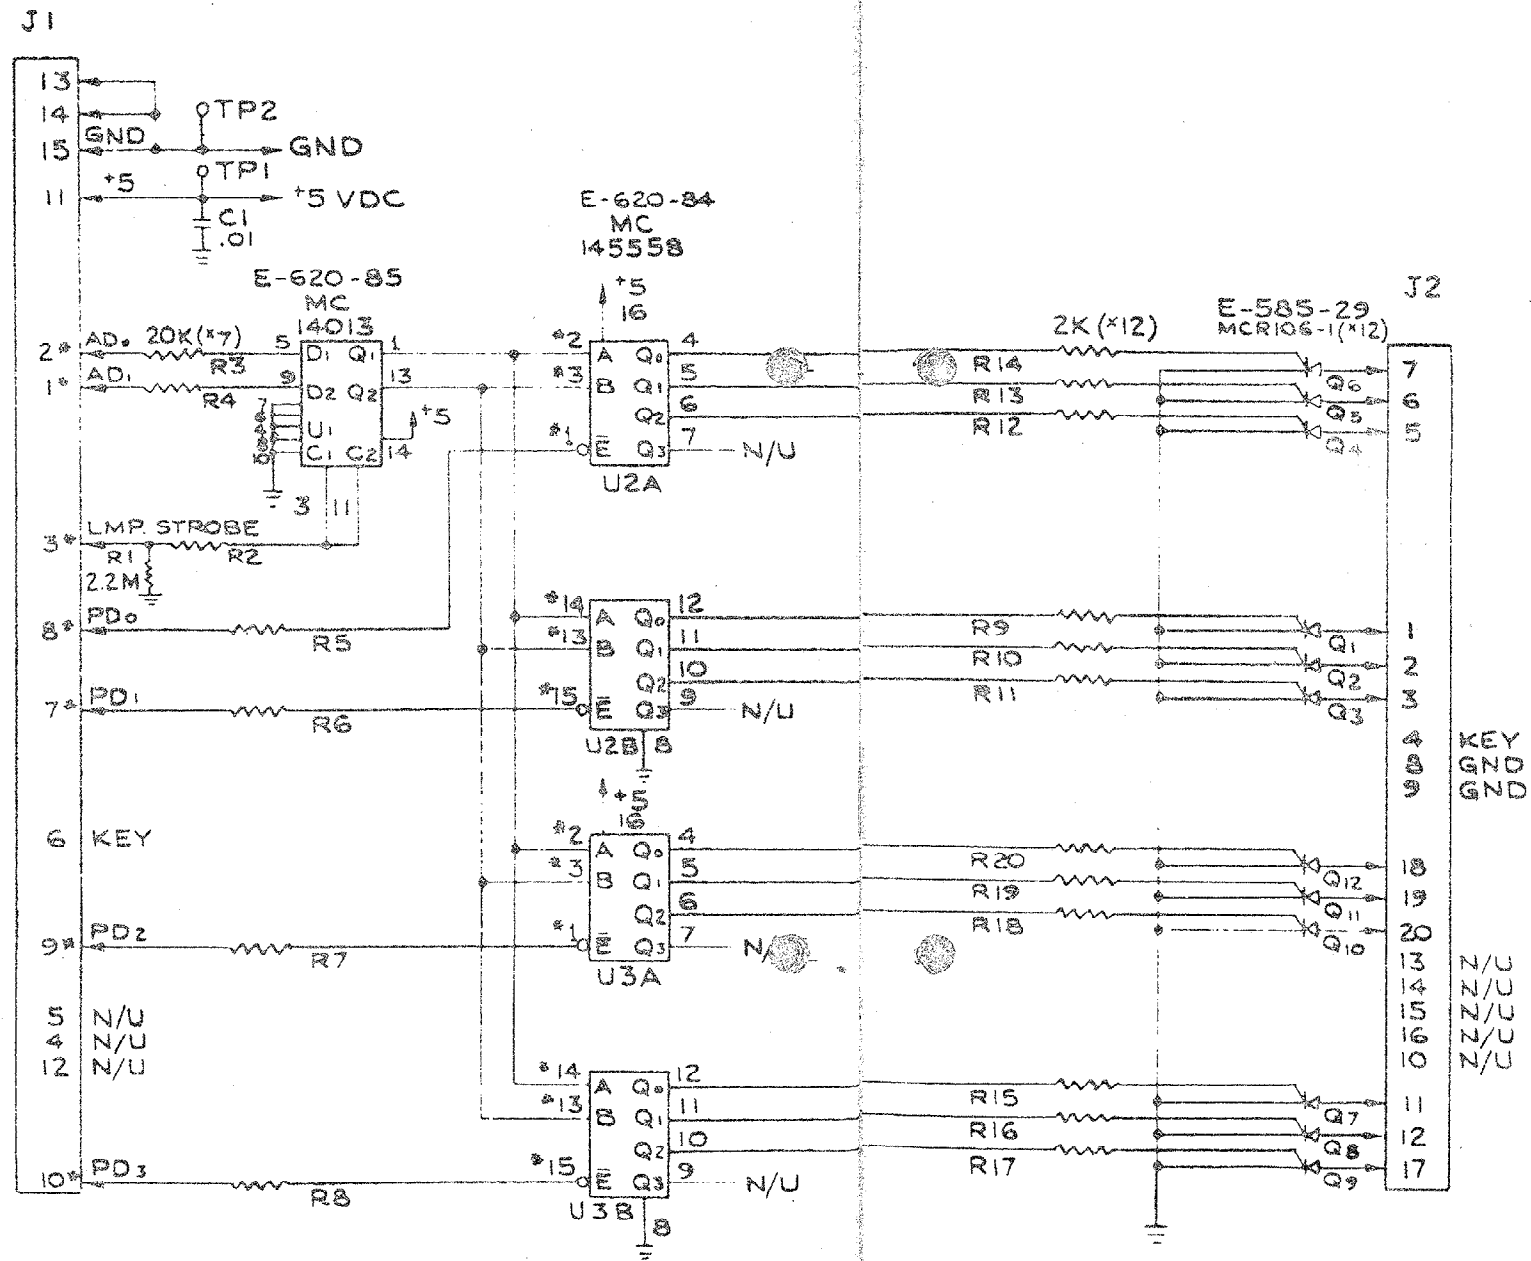 J1
13
14
GND
15
TP2
GND
TP1
+5
11
+5 VDC
C1
.01
E-620-84
MC
145558
+5
16
E-620-85
MC
14013
J2
E-585-29
MCR106-1(*12)
2K (*12)
2*
AD0
20K(*7)
R3
5
D1 Q1
1
*2
A Q0
4
R14
Q6
7
1*
AD1
R4
9
D2 Q2
13
*3
B Q1
5
R13
Q5
6
7
U1
+5
14
Q2
6
R12
Q4
5
10
C1 C2
*1
E Q3
7
N/U
U2A
3
11
3*
LMP. STROBE
R1
R2
2.2M
8*
PD0
R5
*14
A Q0
12
R9
Q1
1
*13
B Q1
11
R10
Q2
2
Q2
10
R11
Q3
3
7*
PD1
R6
*15
E Q3
9
N/U
U2B
8
4 KEY
8 GND
9 GND
+5
16
6 KEY
*2
A Q0
4
R20
Q12
18
*3
B Q1
5
R19
Q11
19
Q2
6
R18
Q10
20
9*
PD2
R7
*1
E Q3
7
N/
U3A
13 N/U
14 N/U
15 N/U
16 N/U
10 N/U
5 N/U
4 N/U
12 N/U
*14
A Q0
12
R15
Q7
11
*13
B Q1
11
R16
Q8
12
Q2
10
R17
Q9
17
10*
PD3
R8
*15
E Q3
9
N/U
U3B
8